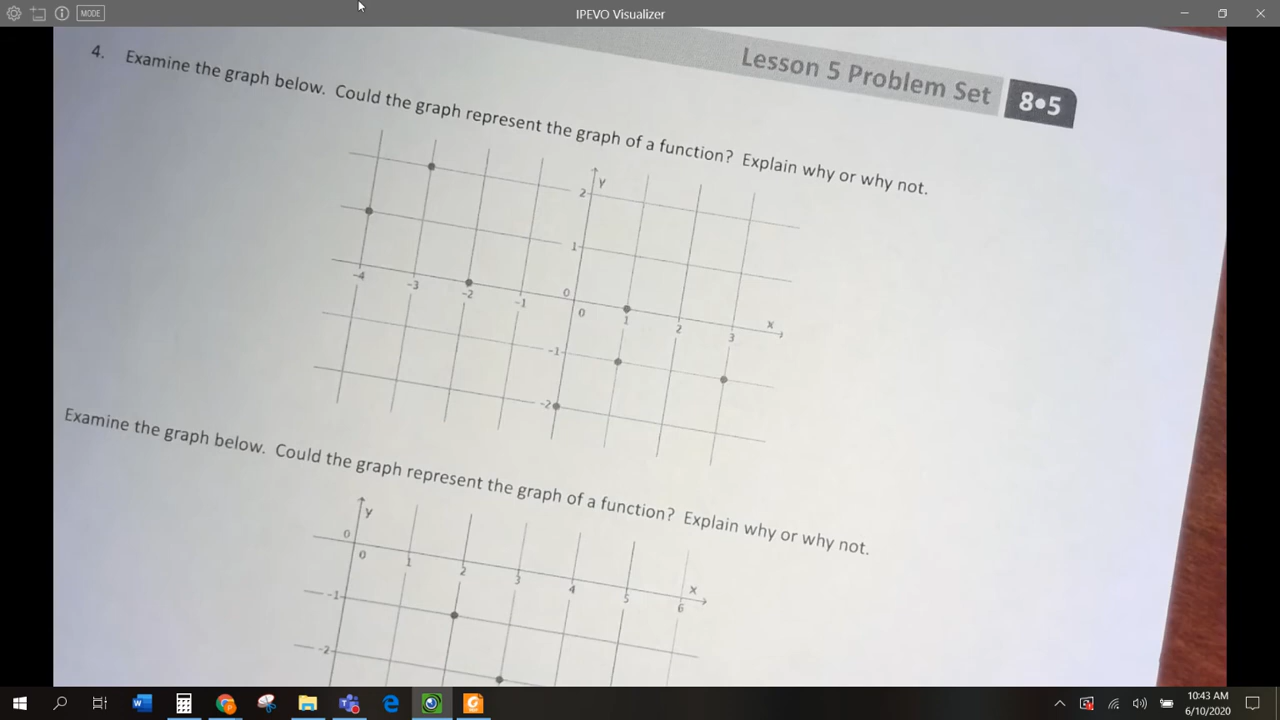 MODE
IPEVO Visualizer
Lesson 5 Problem Set
8•5
4. Examine the graph below. Could the graph represent the graph of a function? Explain why or why not.
y
2
1
0
-4 -3 -2 -1 0 1 2 3 x
-1
-2
Examine the graph below. Could the graph represent the graph of a function? Explain why or why not.
y
0
0 1 2 3 4 5 6 x
-1
-2
10:43 AM
6/10/2020